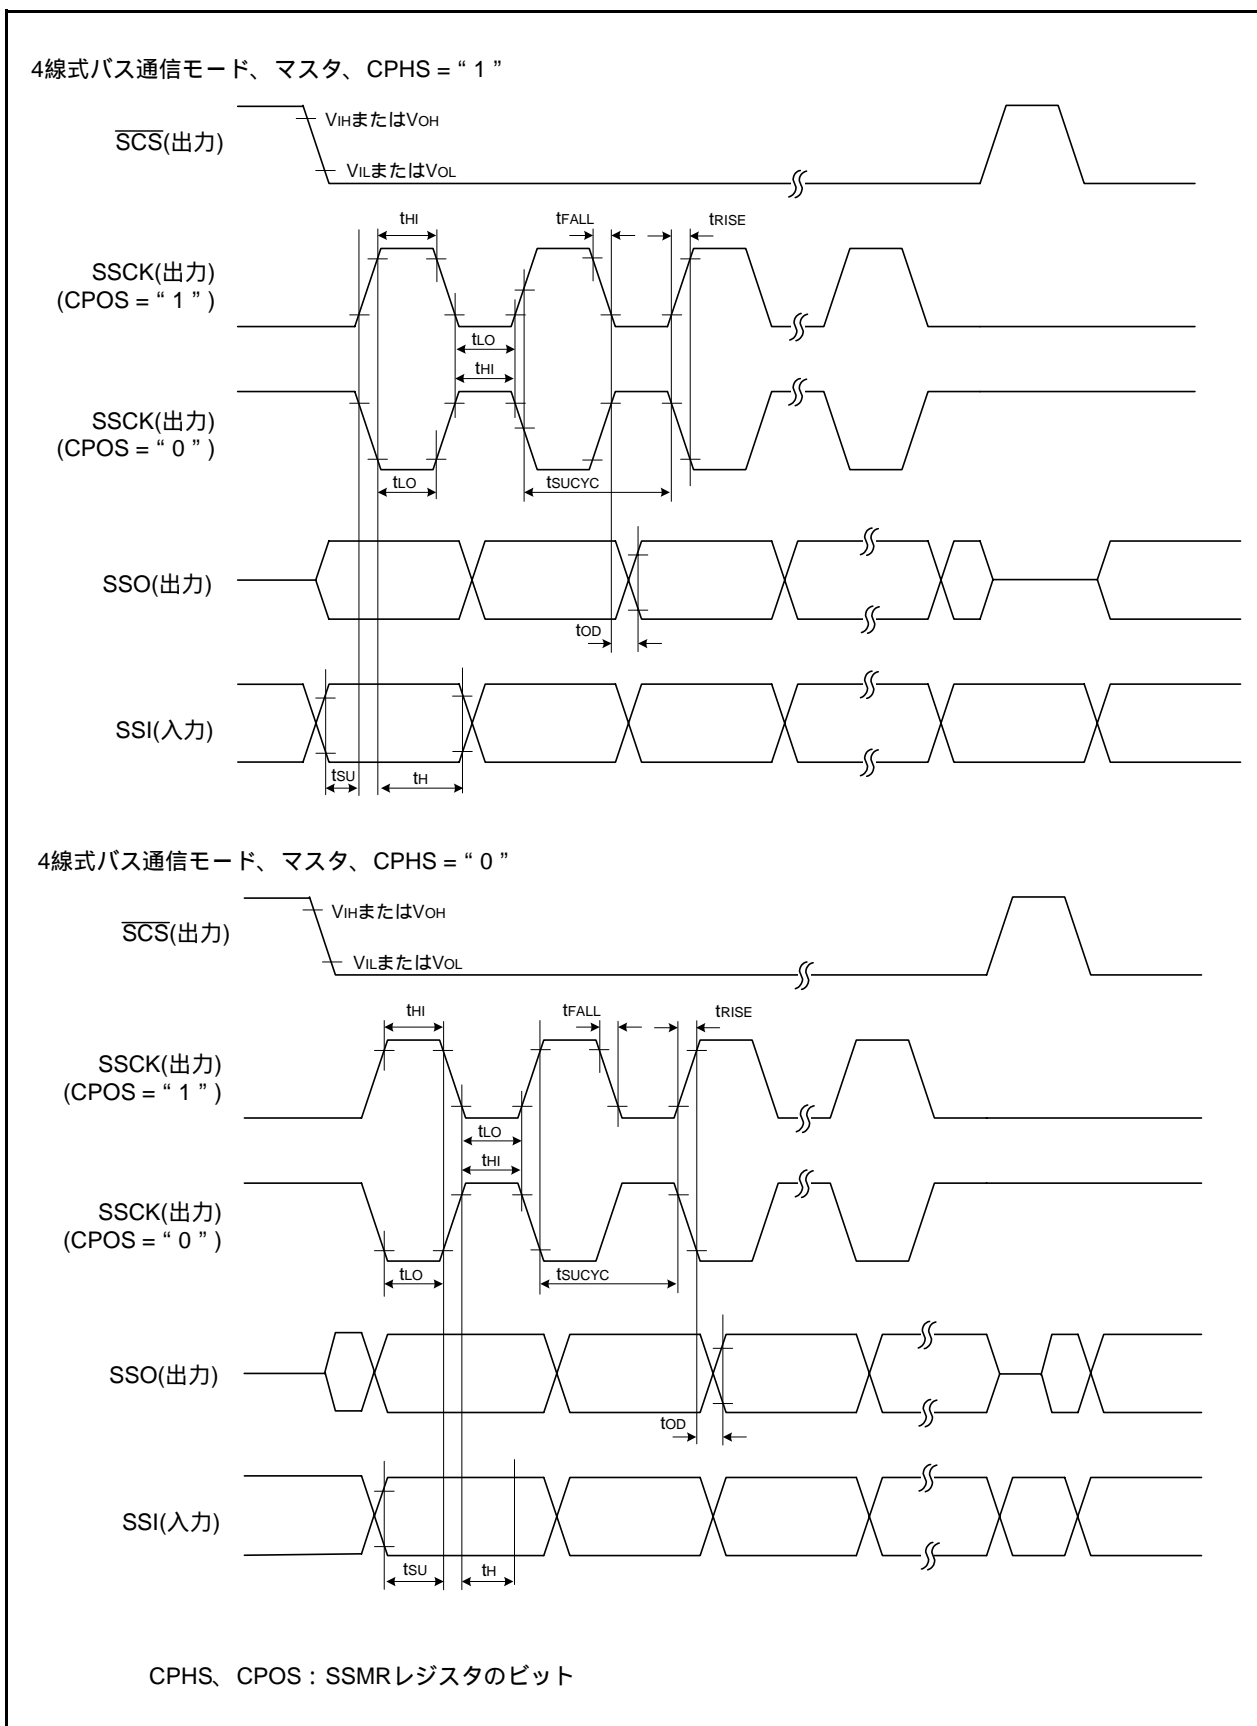 4線式バス通信モード、マスタ、CPHS = “ 1 ”
SCS(出力)
VIHまたはVOH
VILまたはVOL
tHI
tFALL
tRISE
SSCK(出力)
(CPOS = “ 1 ” )
tLO
tHI
SSCK(出力)
(CPOS = “ 0 ” )
tLO
tSUCYC
SSO(出力)
tOD
SSI(入力)
tSU
tH
4線式バス通信モード、マスタ、CPHS = “ 0 ”
SCS(出力)
VIHまたはVOH
VILまたはVOL
tHI
tFALL
tRISE
SSCK(出力)
(CPOS = “ 1 ” )
tLO
tHI
SSCK(出力)
(CPOS = “ 0 ” )
tLO
tSUCYC
SSO(出力)
tOD
SSI(入力)
tSU
tH
CPHS、CPOS : SSMRレジスタのビット